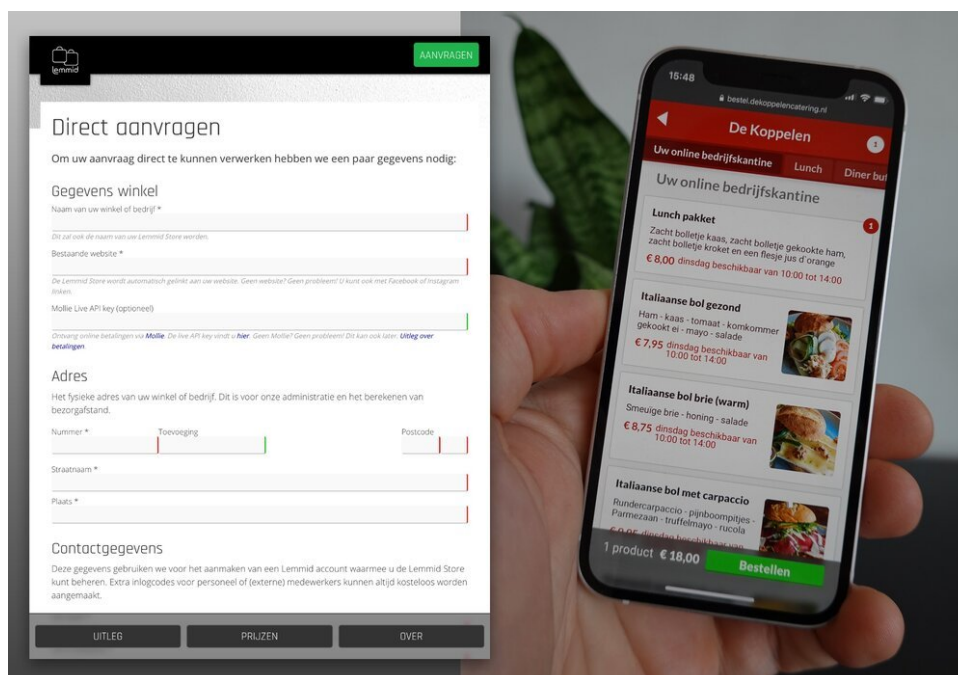 lemmid
AANVRAGEN
Direct aanvragen
Om uw aanvraag direct te kunnen verwerken hebben we een paar gegevens nodig:
Gegevens winkel
Naam van uw winkel of bedrijf *
Dit zal ook de naam van uw Lemmid Store worden.
Bestaande website *
De Lemmid Store wordt automatisch gelinkt aan uw website. Geen website? Geen probleem! U kunt ook met Facebook of Instagram
linken.
Mollie Live API key (optioneel)
Ontvang online betalingen via Mollie. De live API key vindt u hier. Geen Mollie? Geen probleem! Dit kan ook later. Uitleg over
betalingen.
Adres
Het fysieke adres van uw winkel of bedrijf. Dit is voor onze administratie en het berekenen van
bezorgafstand.
Nummer * Toevoeging Postcode
Straatnaam *
Plaats *
Contactgegevens
Deze gegevens gebruiken we voor het aanmaken van een Lemmid account waarmee u de Lemmid Store
kunt beheren. Extra inlogcodes voor personeel of (externe) medewerkers kunnen altijd kosteloos worden
aangemaakt.
UITLEG PRIJZEN OVER
15:48
bestel.dekoppelencatering.nl
De Koppelen 1
Uw online bedrijfskantine Lunch Diner buf
Uw online bedrijfskantine
1
Lunch pakket
Zacht bolletje kaas, zacht bolletje gekookte ham,
zacht bolletje kroket en een flesje jus d'orange
€ 8,00 dinsdag beschikbaar van 10:00 tot 14:00
Italiaanse bol gezond
Ham - kaas - tomaat - komkommer
gekookt ei - mayo - salade
€ 7,95 dinsdag beschikbaar van
10:00 tot 14:00
Italiaanse bol brie (warm)
Smeuige brie - honing - salade
€ 8,75 dinsdag beschikbaar van
10:00 tot 14:00
Italiaanse bol met carpaccio
Rundercarpaccio - pijnboompitjes -
Parmezaan - truffelmayo - rucola
dinsdag beschikbaar van
1 product € 18,00 Bestellen